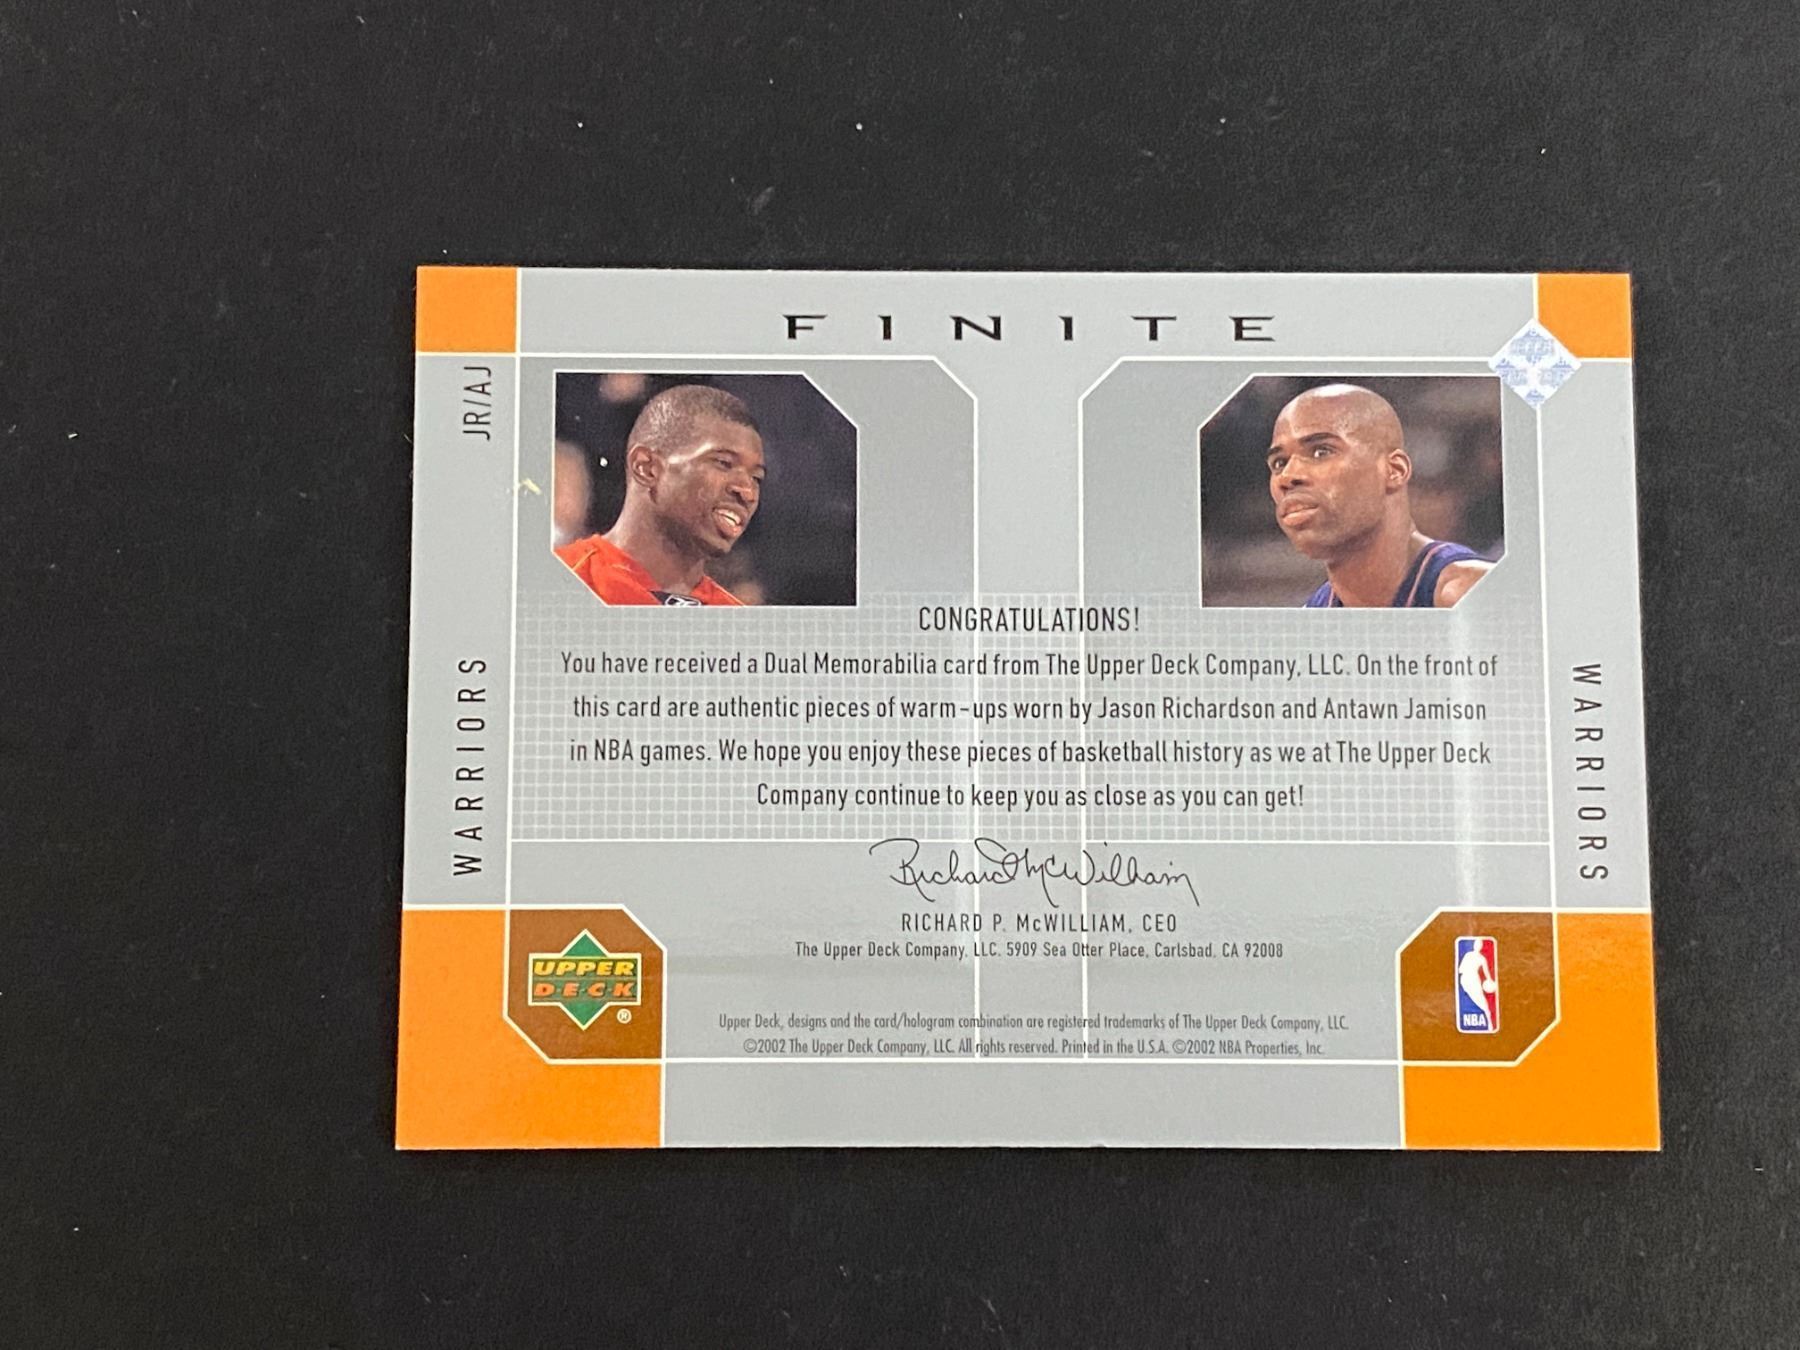 FINITE
JR/AJ
WARRIORS
WARRIORS
CONGRATULATIONS!
You have received a Dual Memorabilia card from The Upper Deck Company, LLC. On the front of
this card are authentic pieces of warm-ups worn by Jason Richardson and Antawn Jamison
in NBA games. We hope you enjoy these pieces of basketball history as we at The Upper Deck
Company continue to keep you as close as you can get!
Richard McWilliam
RICHARD P. McWILLIAM, CEO
The Upper Deck Company, LLC. 5909 Sea Otter Place, Carlsbad, CA 92008
UPPER
D·E·C·K
®
NBA
Upper Deck, designs and the card/hologram combination are registered trademarks of The Upper Deck Company, LLC.
©2002 The Upper Deck Company, LLC. All rights reserved. Printed in the U.S.A. ©2002 NBA Properties, Inc.